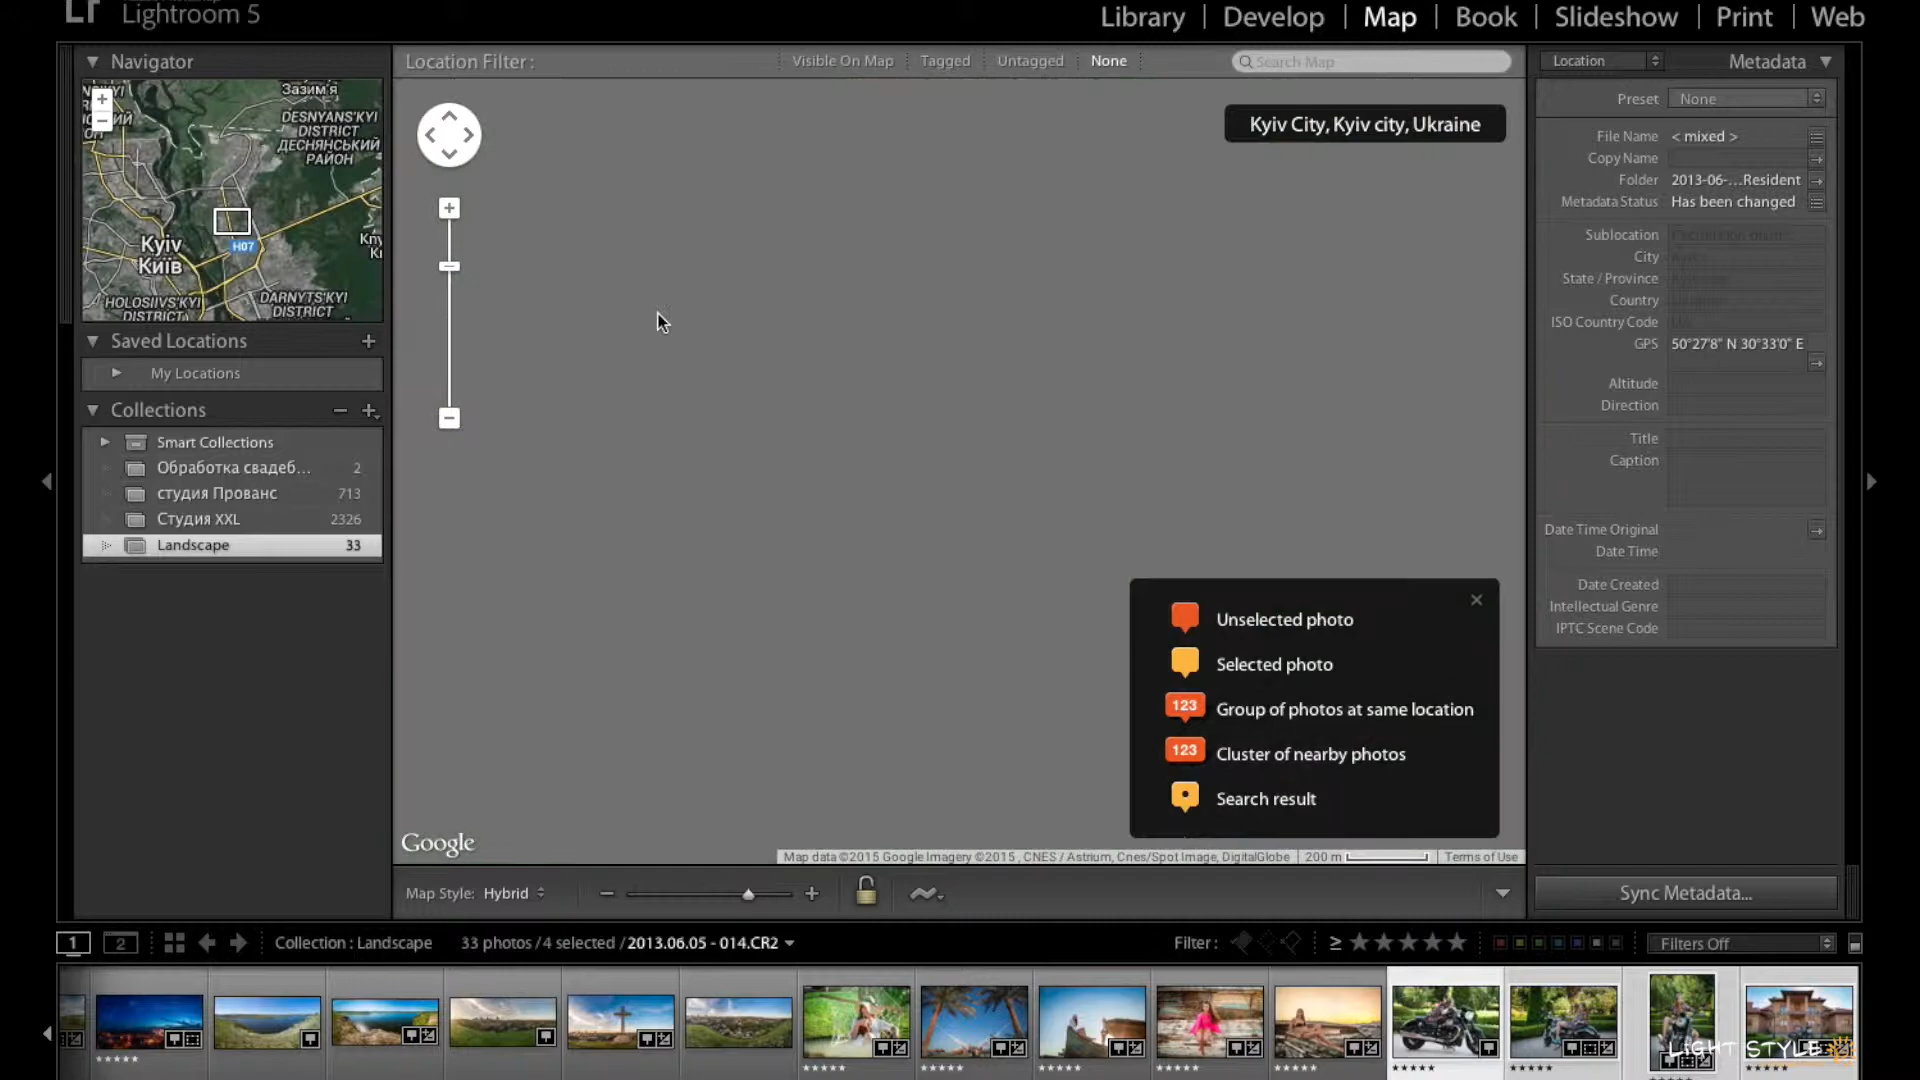 Lr Lightroom 5
Library | Develop | Map | Book | Slideshow | Print | Web
Navigator
Зазим'я
DESNYANS'KYI
DISTRICT
ДЕСНЯНСЬКИЙ
РАЙОН
Kyiv
Київ
H07
HOLOSIIVS'KYI
DISTRICT
DARNYTS'KYI
DISTRICT
Saved Locations
My Locations
Collections
Smart Collections
Обработка свадеб... 2
студия Прованс 713
Студия XXL 2326
Landscape 33
Location Filter :
Visible On Map
Tagged
Untagged
None
Search Map
Kyiv City, Kyiv city, Ukraine
Unselected photo
Selected photo
123 Group of photos at same location
123 Cluster of nearby photos
Search result
Google
Map data ©2015 Google Imagery ©2015 , CNES / Astrium, Cnes/Spot Image, DigitalGlobe
200 m
Terms of Use
Map Style: Hybrid
Location
Metadata
Preset None
File Name < mixed >
Copy Name
Folder 2013-06-...Resident
Metadata Status Has been changed
Sublocation
City
State / Province
Country
ISO Country Code
GPS 50°27'8" N 30°33'0" E
Altitude
Direction
Title
Caption
Date Time Original
Date Time
Date Created
Intellectual Genre
IPTC Scene Code
Sync Metadata...
1 2
Collection : Landscape
33 photos / 4 selected / 2013.06.05 - 014.CR2
Filter :
≥ ★★★★★
Filters Off
LIGHT STYLE